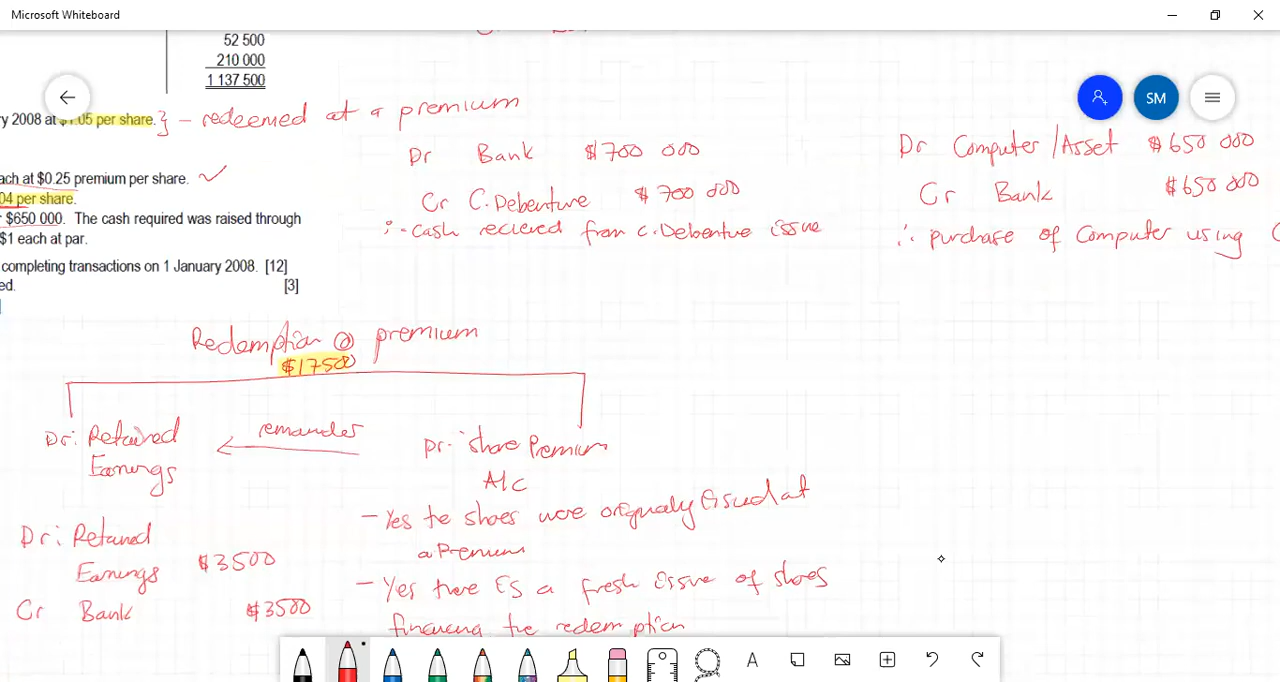 Microsoft Whiteboard
52 500
210 000
1 137 500
y 2008 at $1.05 per share. } - redeemed at a premium
each at $0.25 premium per share.
04 per share.
$650 000. The cash required was raised through
$1 each at par.
completing transactions on 1 January 2008. [12]
ed. [3]
Dr Bank $700 000
Cr C.Debenture $700 000
∴ cash recieved from C.Debentue issue
Dr Computer/Asset $650 000
Cr Bank $650 000
∴ purchase of Computer using
SM
Redemption @ premium
$17500
Dr: Retained
Earnings
remainder
Dr: Share Premium
A/c
- Yes the shares were originaly issued at
a Premium
- Yes there is a fresh issue of shares
financing the redemption
Dr: Retained
Earnings $3500
Cr Bank $3500
A